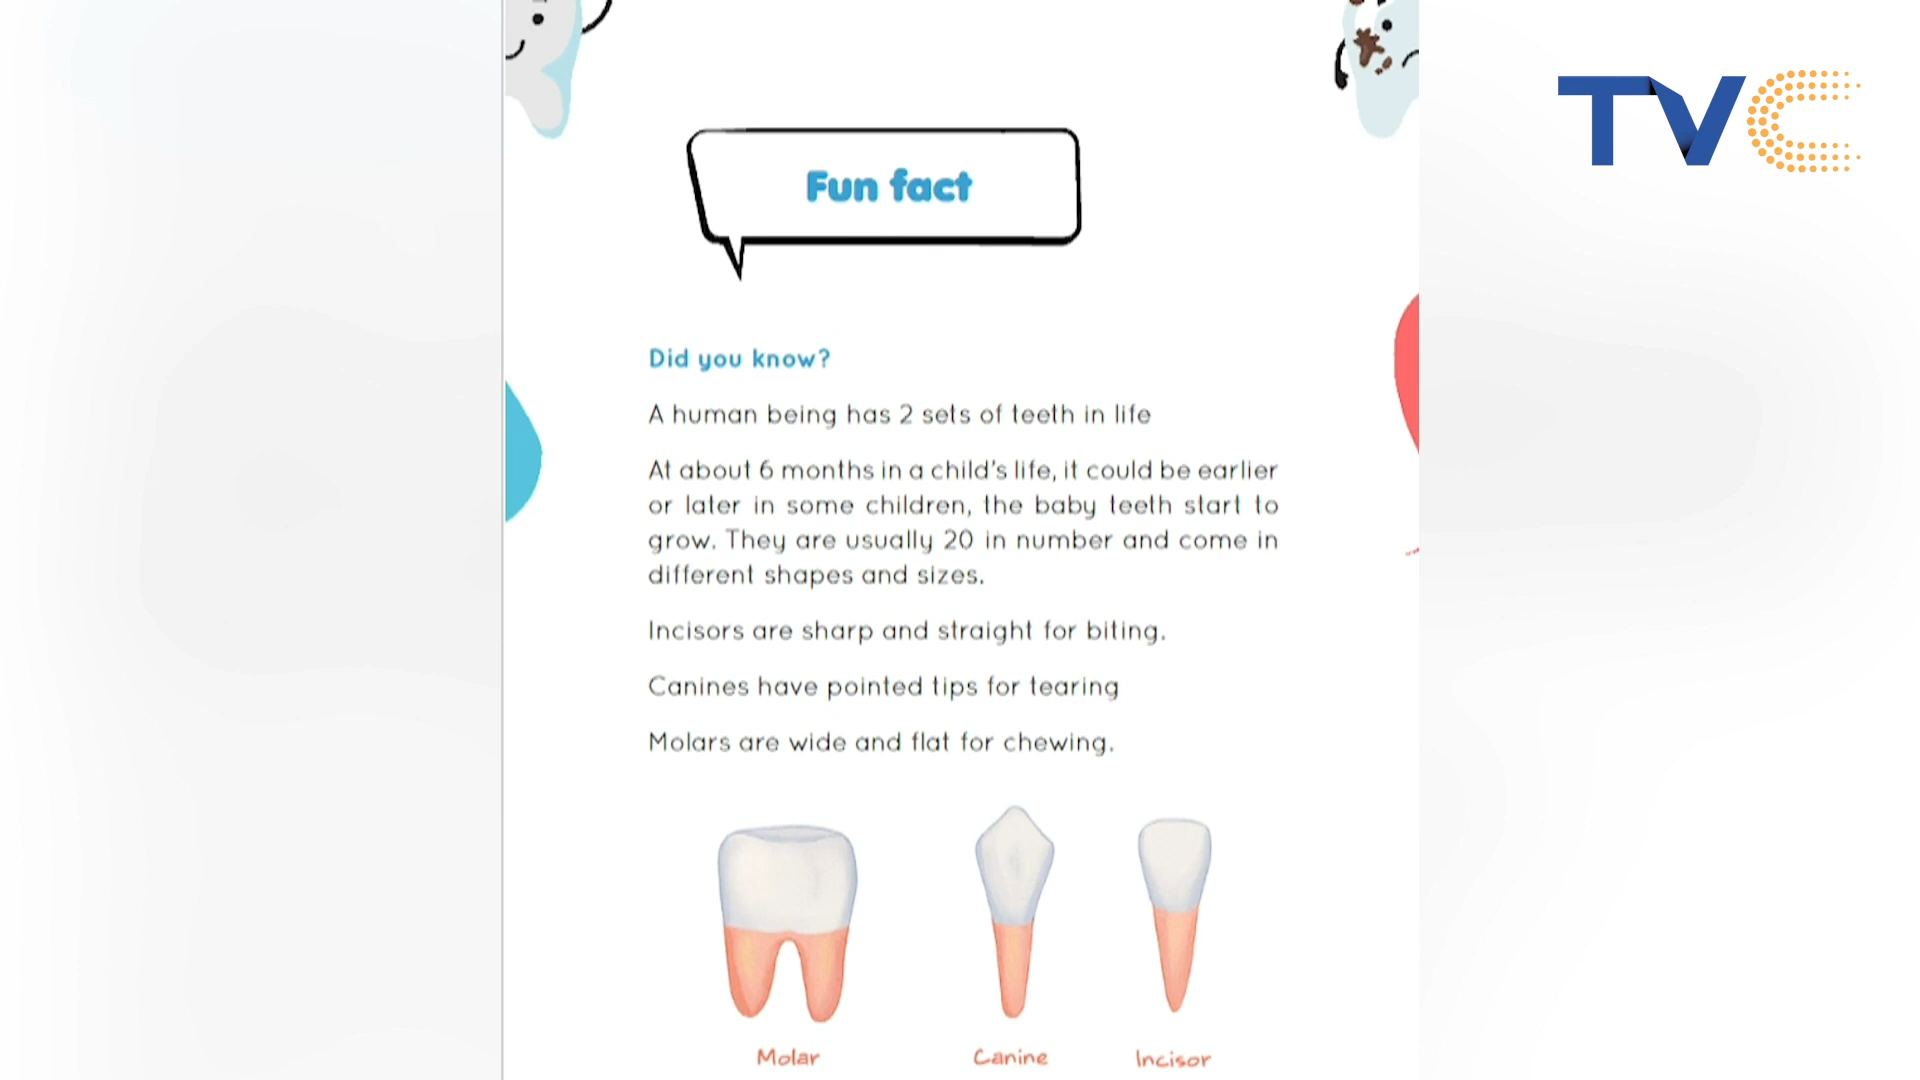 TVC
Fun fact
Did you know?
A human being has 2 sets of teeth in life
At about 6 months in a child's life, it could be earlier
or later in some children, the baby teeth start to
grow. They are usually 20 in number and come in
different shapes and sizes.
Incisors are sharp and straight for biting.
Canines have pointed tips for tearing
Molars are wide and flat for chewing.
Molar Canine Incisor